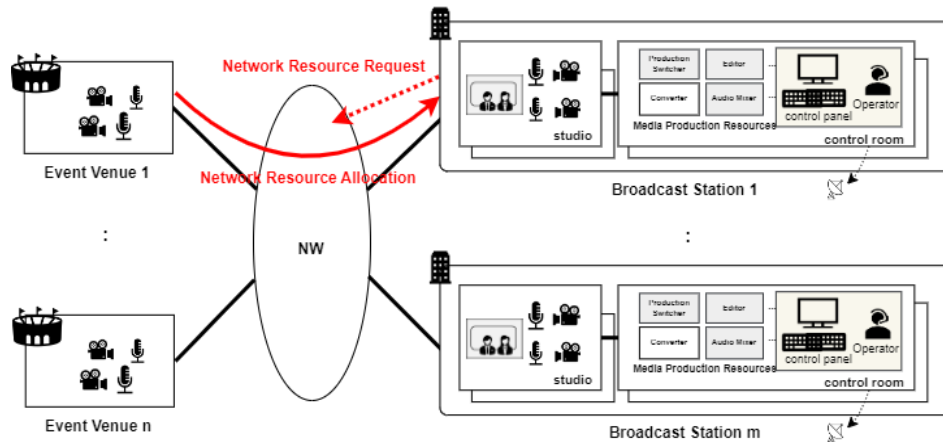 Network Resource Request
Network Resource Allocation
Event Venue 1
:
Event Venue n
NW
studio
Production
Switcher
Editor
Converter
Audio Mixer
Media Production Resources
control panel
Operator
control room
Broadcast Station 1
:
studio
Production
Switcher
Editor
Converter
Audio Mixer
Media Production Resources
control panel
Operator
control room
Broadcast Station m